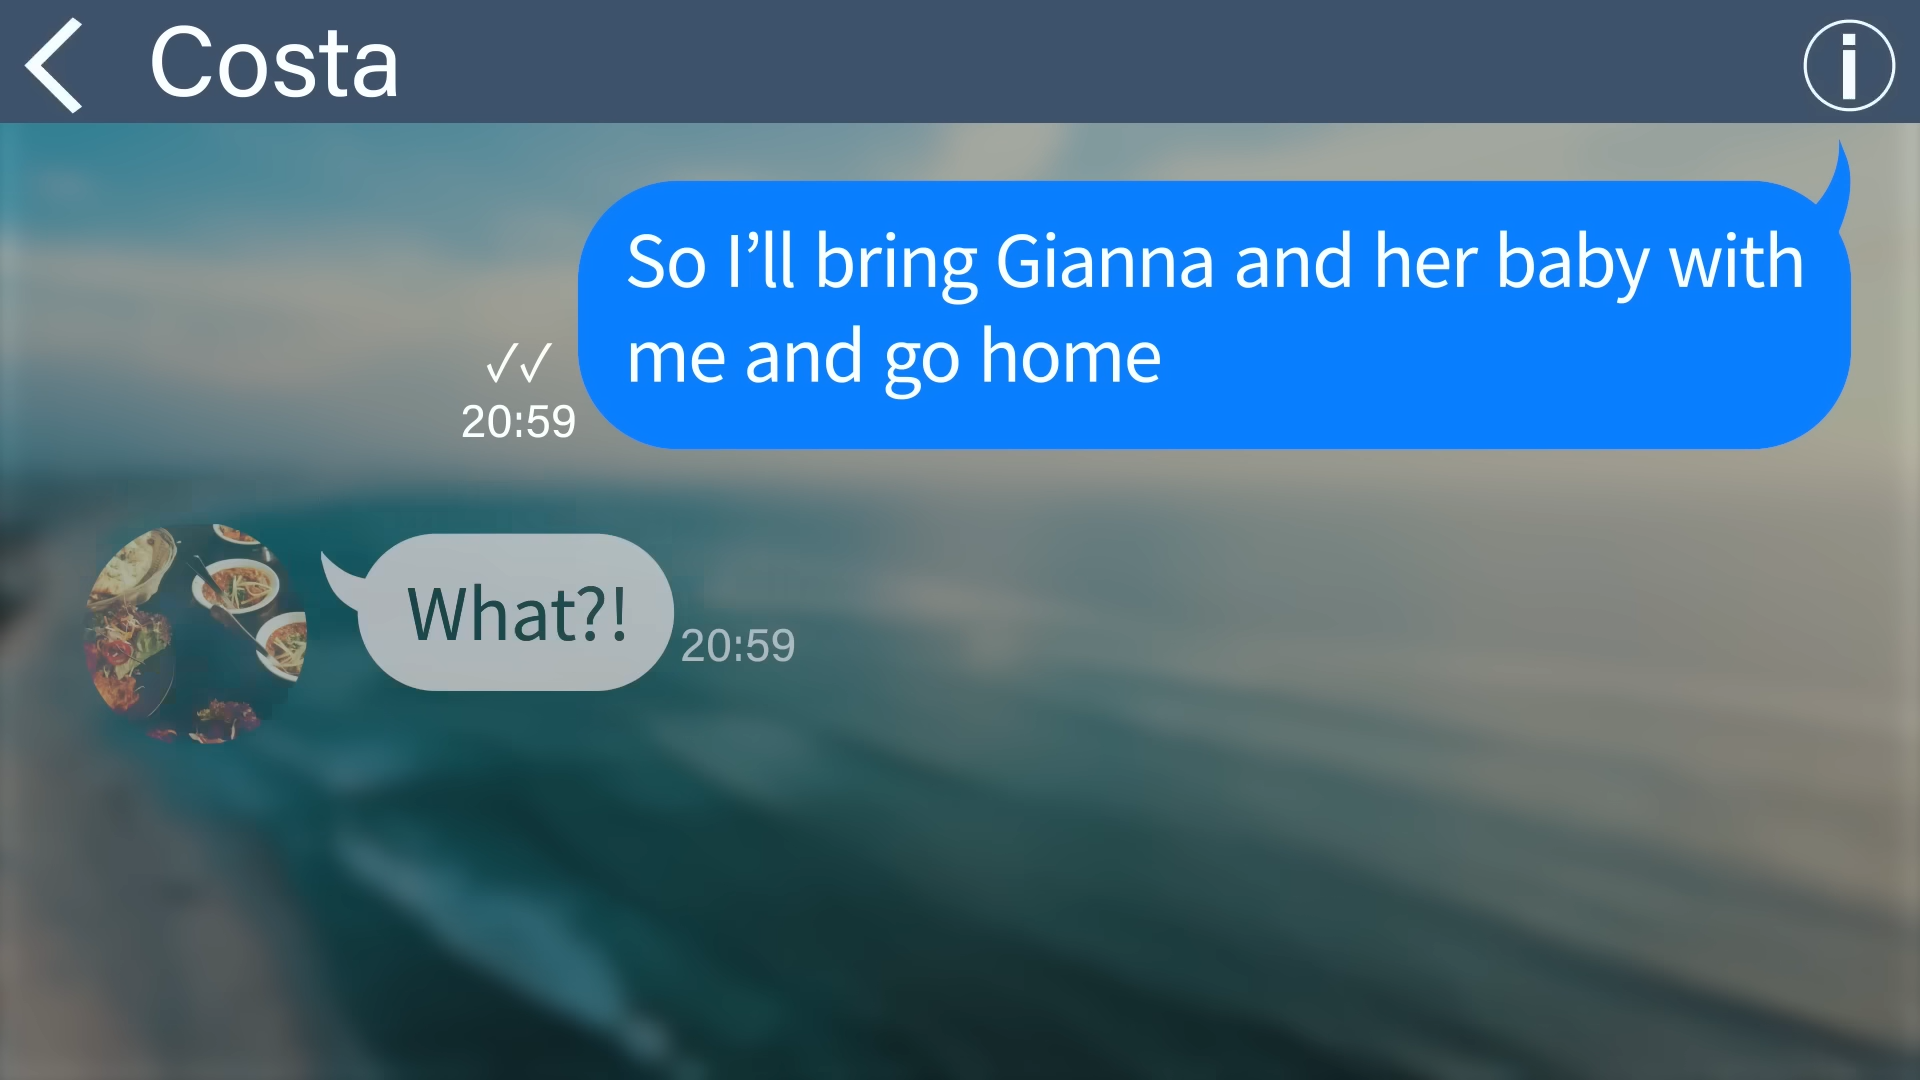 Costa
So I’ll bring Gianna and her baby with
me and go home
20:59
What?!
20:59